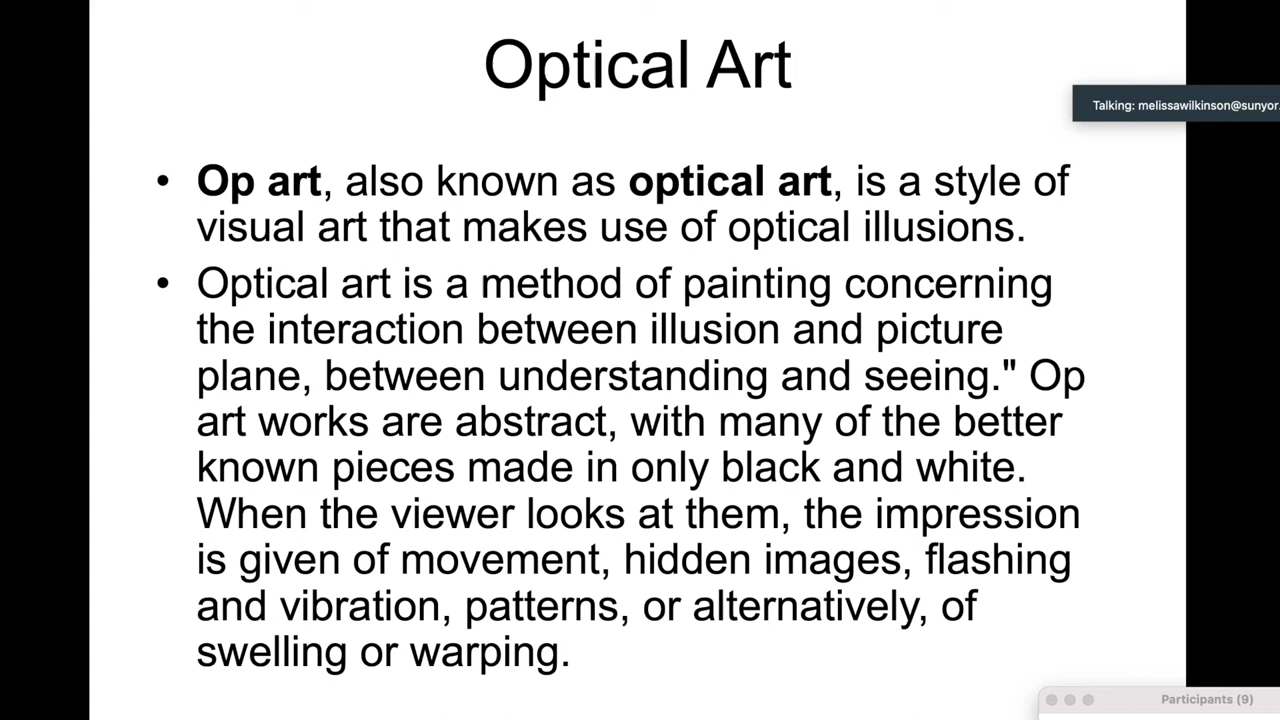 Optical Art
Talking: melissawilkinson@sunyor.
• Op art, also known as optical art, is a style of
visual art that makes use of optical illusions.
• Optical art is a method of painting concerning
the interaction between illusion and picture
plane, between understanding and seeing." Op
art works are abstract, with many of the better
known pieces made in only black and white.
When the viewer looks at them, the impression
is given of movement, hidden images, flashing
and vibration, patterns, or alternatively, of
swelling or warping.
Participants (9)